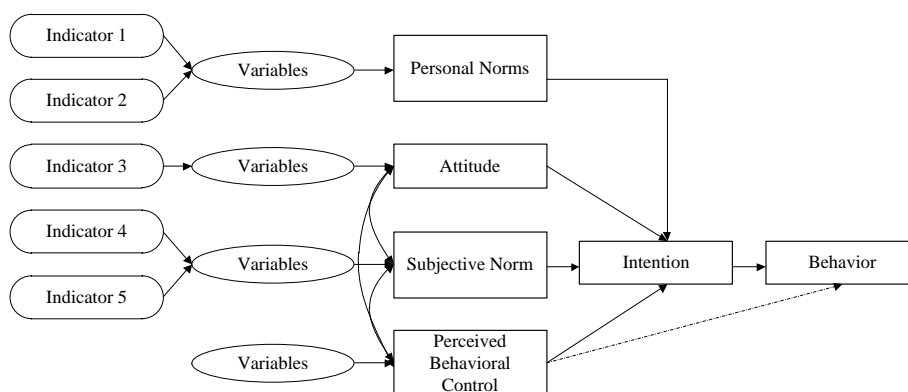 Indicator 1
Variables
Personal Norms
Indicator 2
Indicator 3
Variables
Attitude
Indicator 4
Variables
Subjective Norm
Intention
Behavior
Indicator 5
Variables
Perceived
Behavioral
Control